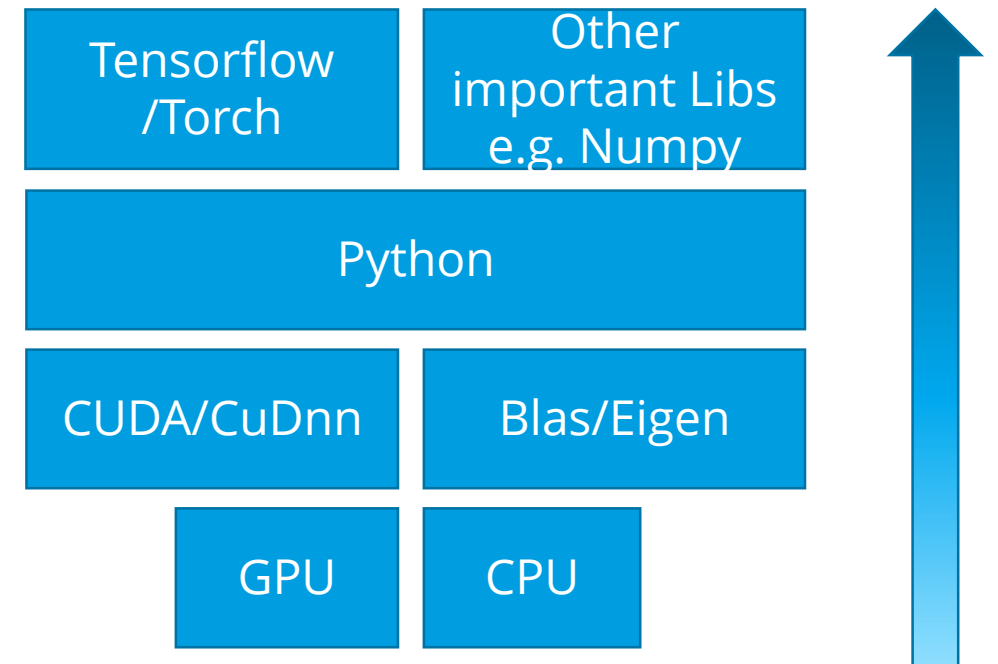 Tensorflow
/Torch
Other
important Libs
e.g. Numpy
Python
CUDA/CuDnn
Blas/Eigen
GPU
CPU